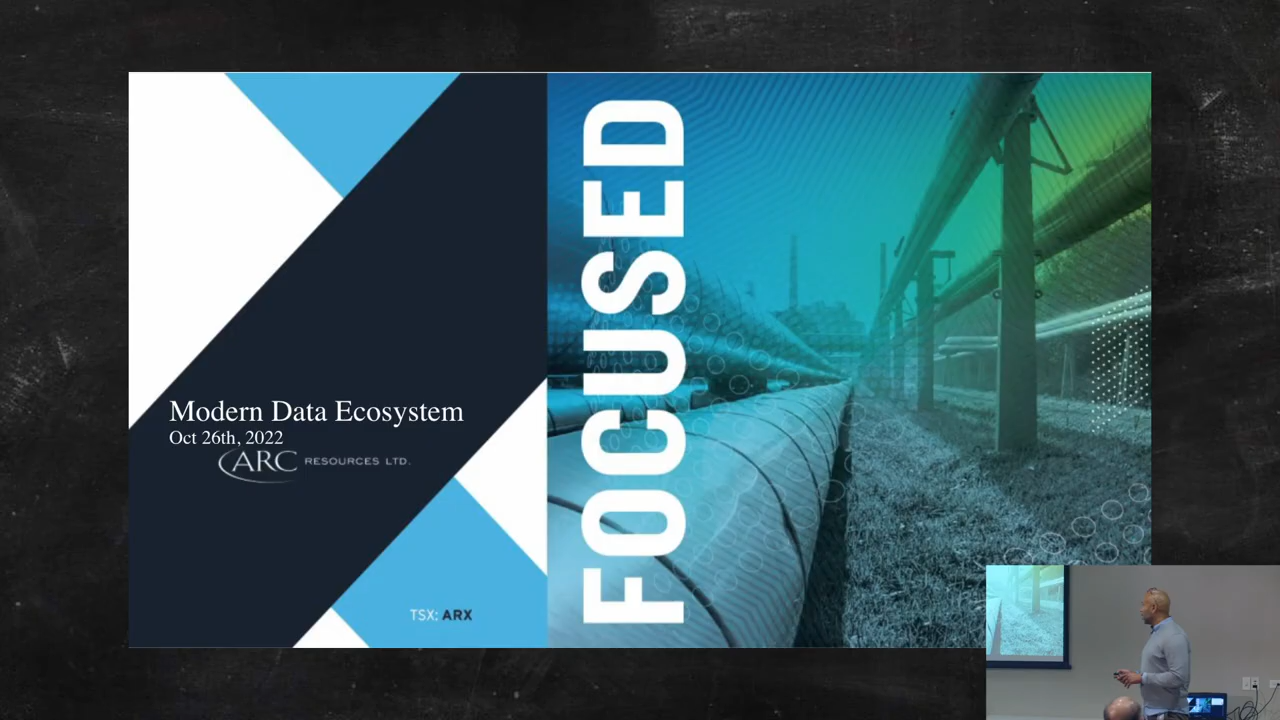 Modern Data Ecosystem
Oct 26th, 2022
ARC RESOURCES LTD.
TSX: ARX
FOCUSED